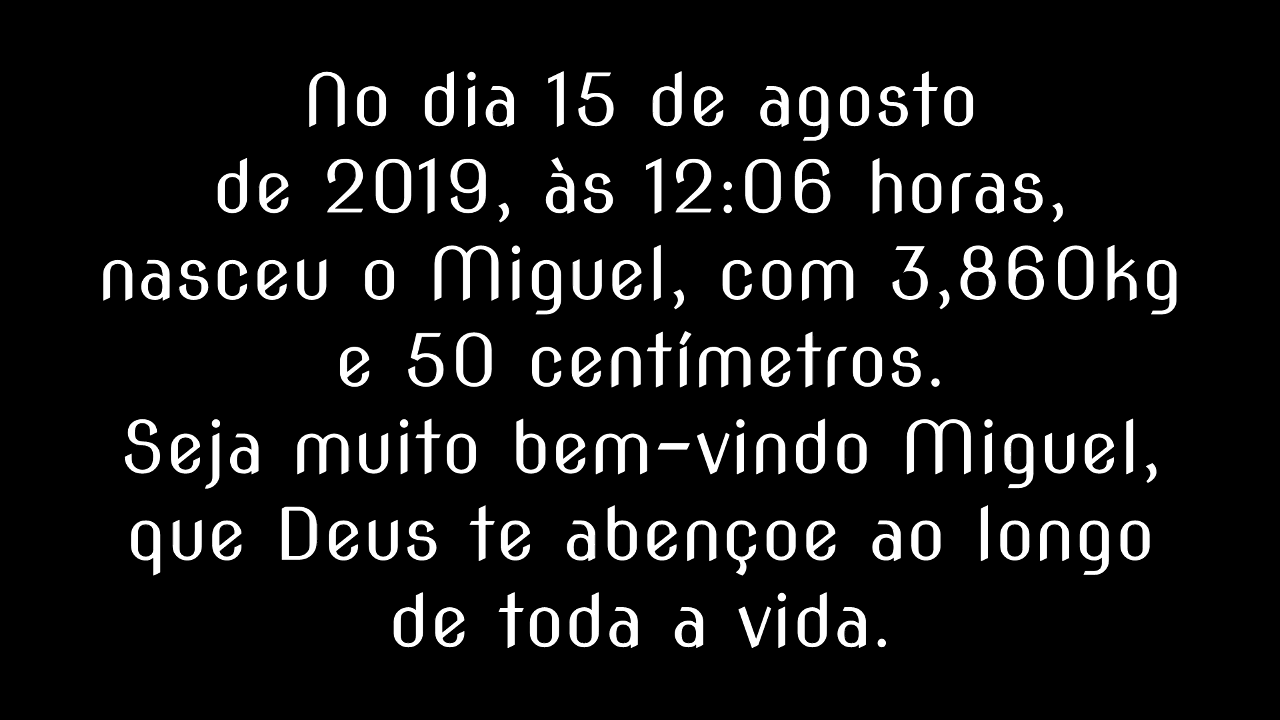 No dia 15 de agosto
de 2019, às 12:06 horas,
nasceu o Miguel, com 3,860kg
e 50 centímetros.
Seja muito bem-vindo Miguel,
que Deus te abençoe ao longo
de toda a vida.